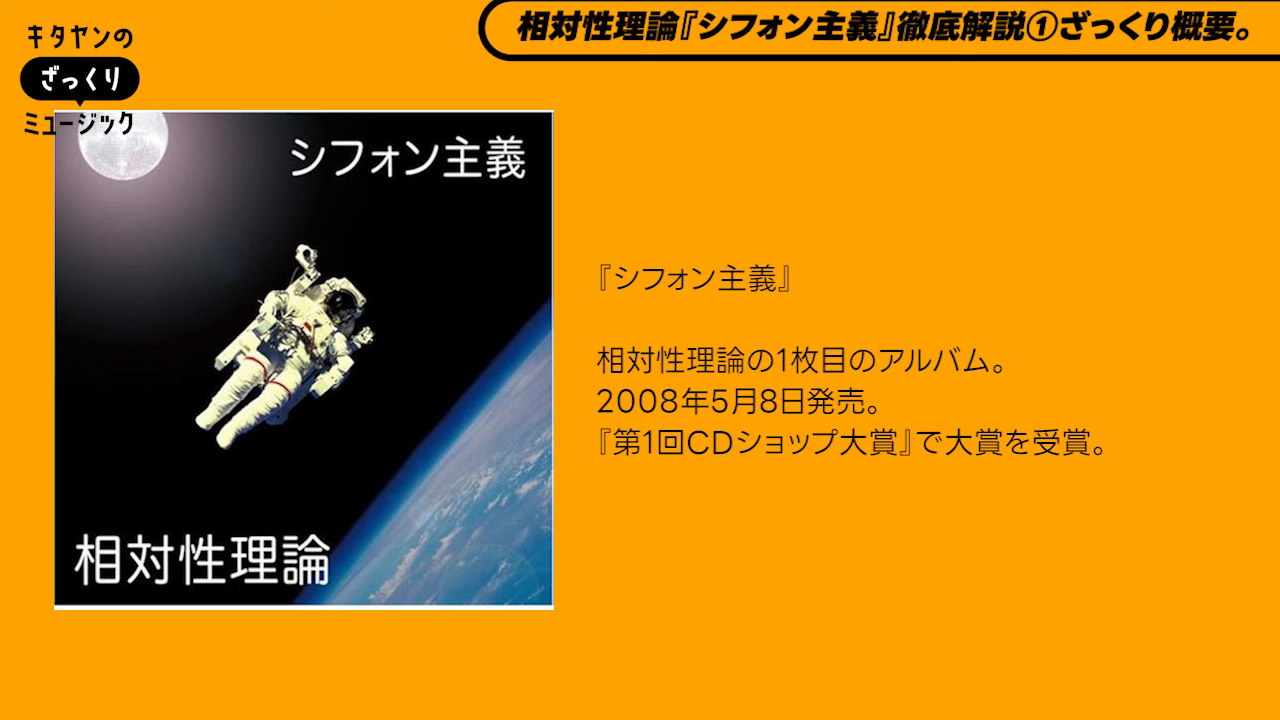 キタヤンの
ざっくり
ミュージック
相対性理論『シフォン主義』徹底解説①ざっくり概要。
シフォン主義
相対性理論
『シフォン主義』
相対性理論の1枚目のアルバム。
2008年5月8日発売。
『第1回CDショップ大賞』で大賞を受賞。